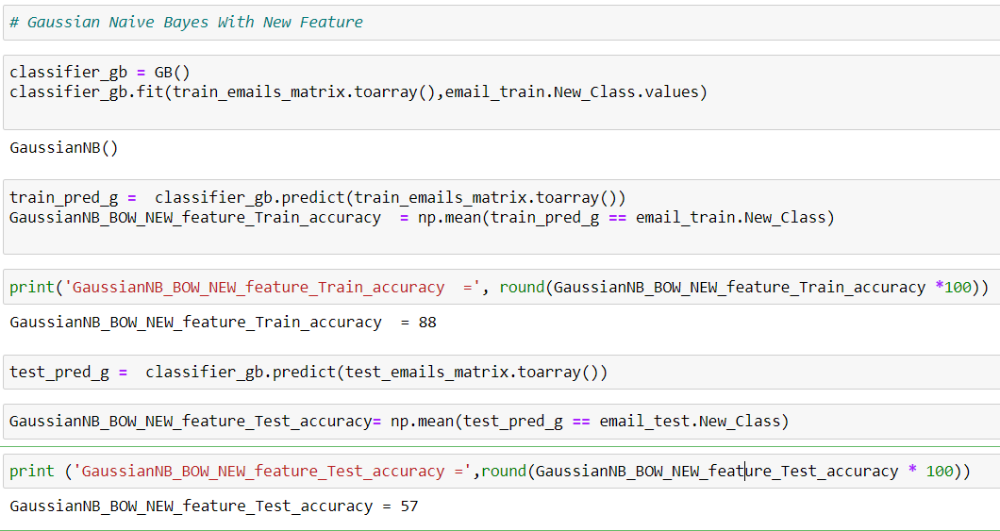 # Gaussian Naive Bayes With New Feature
classifier_gb = GB()
classifier_gb.fit(train_emails_matrix.toarray(),email_train.New_Class.values)
GaussianNB()
train_pred_g =  classifier_gb.predict(train_emails_matrix.toarray())
GaussianNB_BOW_NEW_feature_Train_accuracy  = np.mean(train_pred_g == email_train.New_Class)
print('GaussianNB_BOW_NEW_feature_Train_accuracy  =', round(GaussianNB_BOW_NEW_feature_Train_accuracy *100))
GaussianNB_BOW_NEW_feature_Train_accuracy  = 88
test_pred_g =  classifier_gb.predict(test_emails_matrix.toarray())
GaussianNB_BOW_NEW_feature_Test_accuracy= np.mean(test_pred_g == email_test.New_Class)
print ('GaussianNB_BOW_NEW_feature_Test_accuracy =',round(GaussianNB_BOW_NEW_feature_Test_accuracy * 100))
GaussianNB_BOW_NEW_feature_Test_accuracy = 57